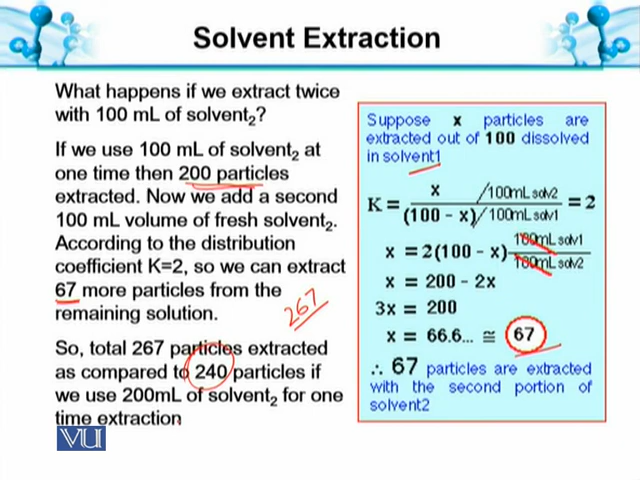 Solvent Extraction
What happens if we extract twice
with 100 mL of solvent₂?
If we use 100 mL of solvent₂ at
one time then 200 particles
extracted. Now we add a second
100 mL volume of fresh solvent₂.
According to the distribution
coefficient K=2, so we can extract
67 more particles from the
remaining solution.
267
So, total 267 particles extracted
as compared to 240 particles if
we use 200mL of solvent₂ for one
time extraction
VU
Suppose x particles are
extracted out of 100 dissolved
in solvent1
K = x/100mL solv2 / (100 - x)/100mL solv1 = 2
x = 2(100 - x) 100mL solv1 / 100mL solv2
x = 200 - 2x
3x = 200
x = 66.6... ≅ 67
∴ 67 particles are extracted
with the second portion of
solvent2